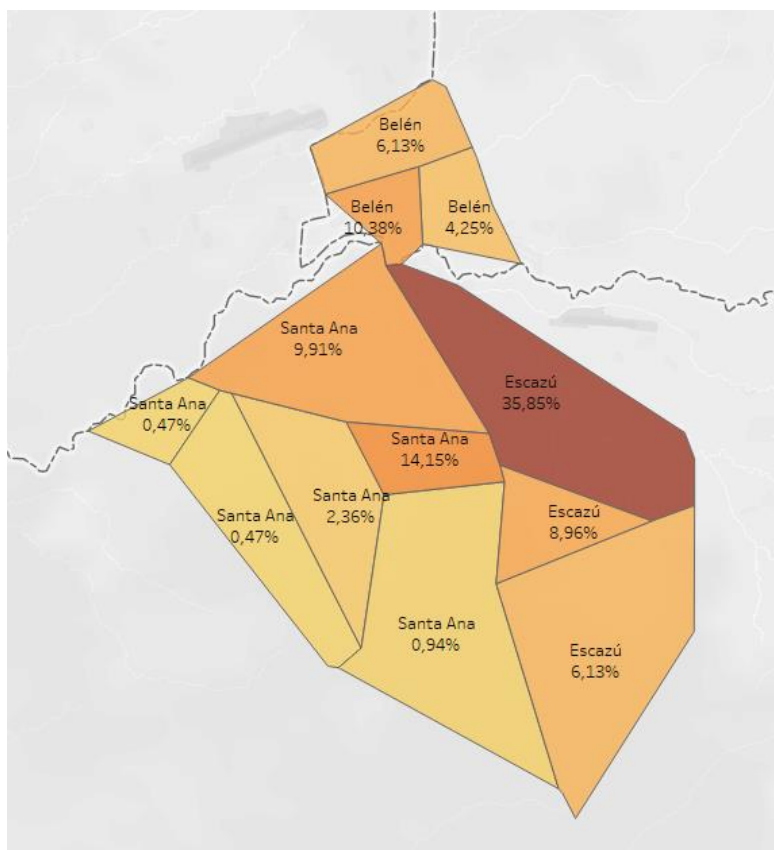 Belén
6,13%
Belén
10,38%
Belén
4,25%
Santa Ana
9,91%
Escazú
35,85%
Santa Ana
0,47%
Santa Ana
14,15%
Santa Ana
2,36%
Santa Ana
0,47%
Escazú
8,96%
Santa Ana
0,94%
Escazú
6,13%